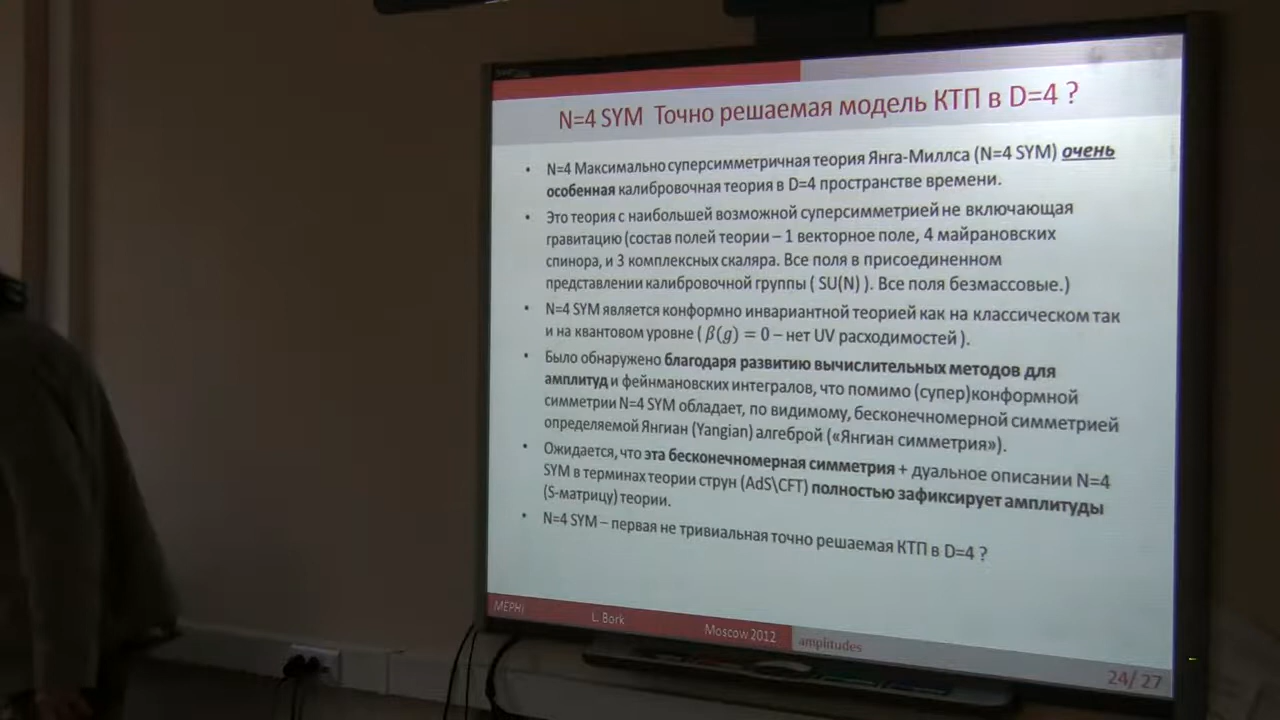 N=4 SYM Точно решаемая модель КТП в D=4 ?
• N=4 Максимально суперсимметричная теория Янга-Миллса (N=4 SYM) очень
особенная калибровочная теория в D=4 пространстве времени.
• Это теория с наибольшей возможной суперсимметрией не включающая
гравитацию (состав полей теории – 1 векторное поле, 4 майрановских
спинора, и 3 комплексных скаляра. Все поля в присоединенном
представлении калибровочной группы ( SU(N) ). Все поля безмассовые.)
• N=4 SYM является конформно инвариантной теорией как на классическом так
и на квантовом уровне ( β(g) = 0 – нет UV расходимостей ).
• Было обнаружено благодаря развитию вычислительных методов для
амплитуд и фейнмановских интегралов, что помимо (супер)конформной
симметрии N=4 SYM обладает, по видимому, бесконечномерной симметрией
определяемой Янгиан (Yangian) алгеброй («Янгиан симметрия»).
• Ожидается, что эта бесконечномерная симметрия + дуальное описании N=4
SYM в терминах теории струн (AdS\CFT) полностью зафиксирует амплитуды
(S-матрицу) теории.
• N=4 SYM – первая не тривиальная точно решаемая КТП в D=4 ?
MEPHI L. Bork Moscow 2012 amplitudes
24/ 27